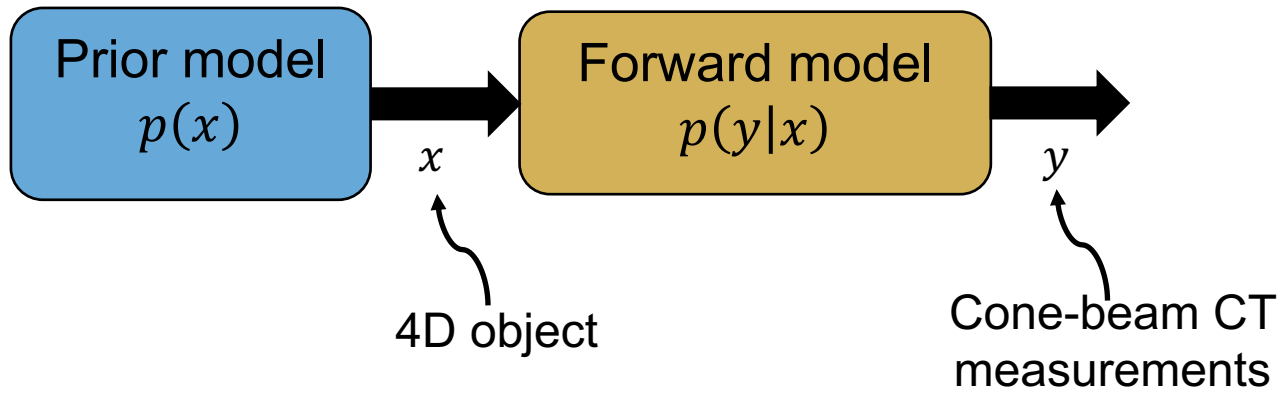 Prior model
p(x)
Forward model
p(y|x)
x
y
4D object
Cone-beam CT
measurements